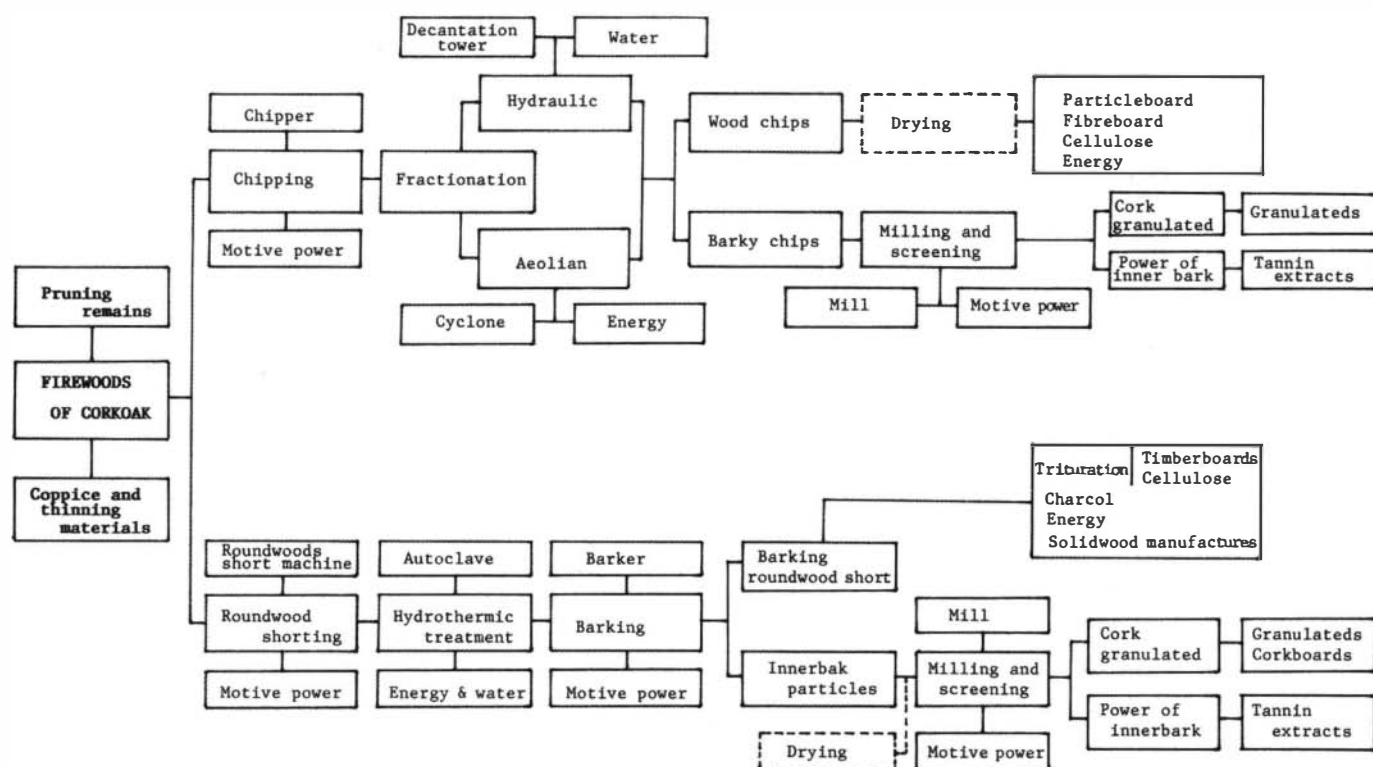 Decantation
tower
Water
Hydraulic
Chipper
Chipping
Motive power
Fractionation
Aeolian
Cyclone
Energy
Wood chips
Drying
Particleboard
Fibreboard
Cellulose
Energy
Barky chips
Milling and
screening
Mill
Motive power
Cork
granulated
Granulateds
Power of
inner bark
Tannin
extracts
Pruning
remains
FIREWOODS
OF CORKOAK
Coppice and
thinning
materials
Roundwoods
short machine
Roundwood
shorting
Motive power
Autoclave
Hydrothermic
treatment
Energy & water
Barker
Barking
Motive power
Barking
roundwood short
Trituration
Timberboards
Cellulose
Charcol
Energy
Solidwood manufactures
Innerbak
particles
Drying
Mill
Milling and
screening
Motive power
Cork
granulated
Granulateds
Corkboards
Power of
innerbark
Tannin
extracts